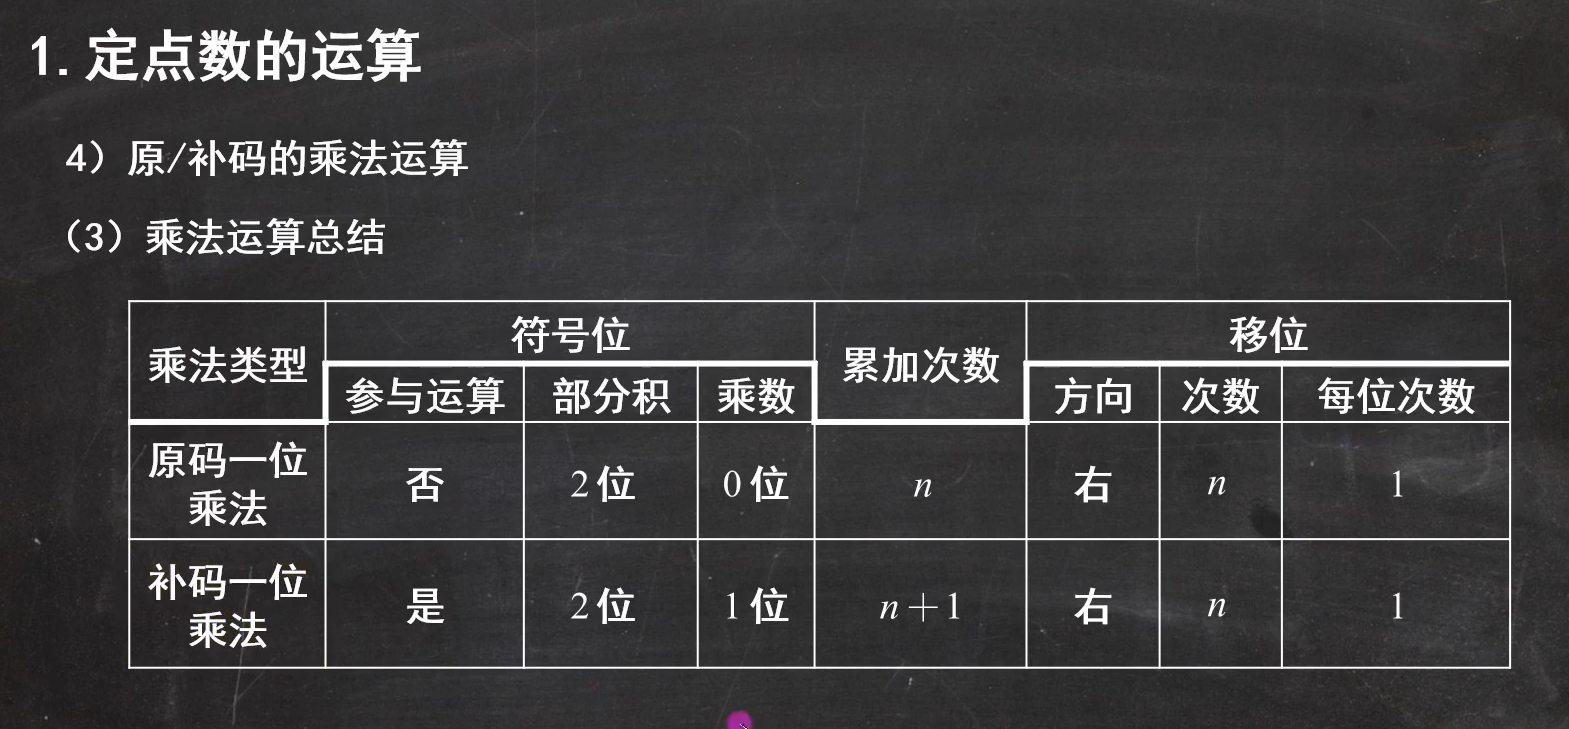 1.定点数的运算
4）原/补码的乘法运算
（3）乘法运算总结
乘法类型 符号位 累加次数 移位
参与运算 部分积 乘数 方向 次数 每位次数
原码一位
乘法 否 2位 0位 n 右 n 1
补码一位
乘法 是 2位 1位 n+1 右 n 1